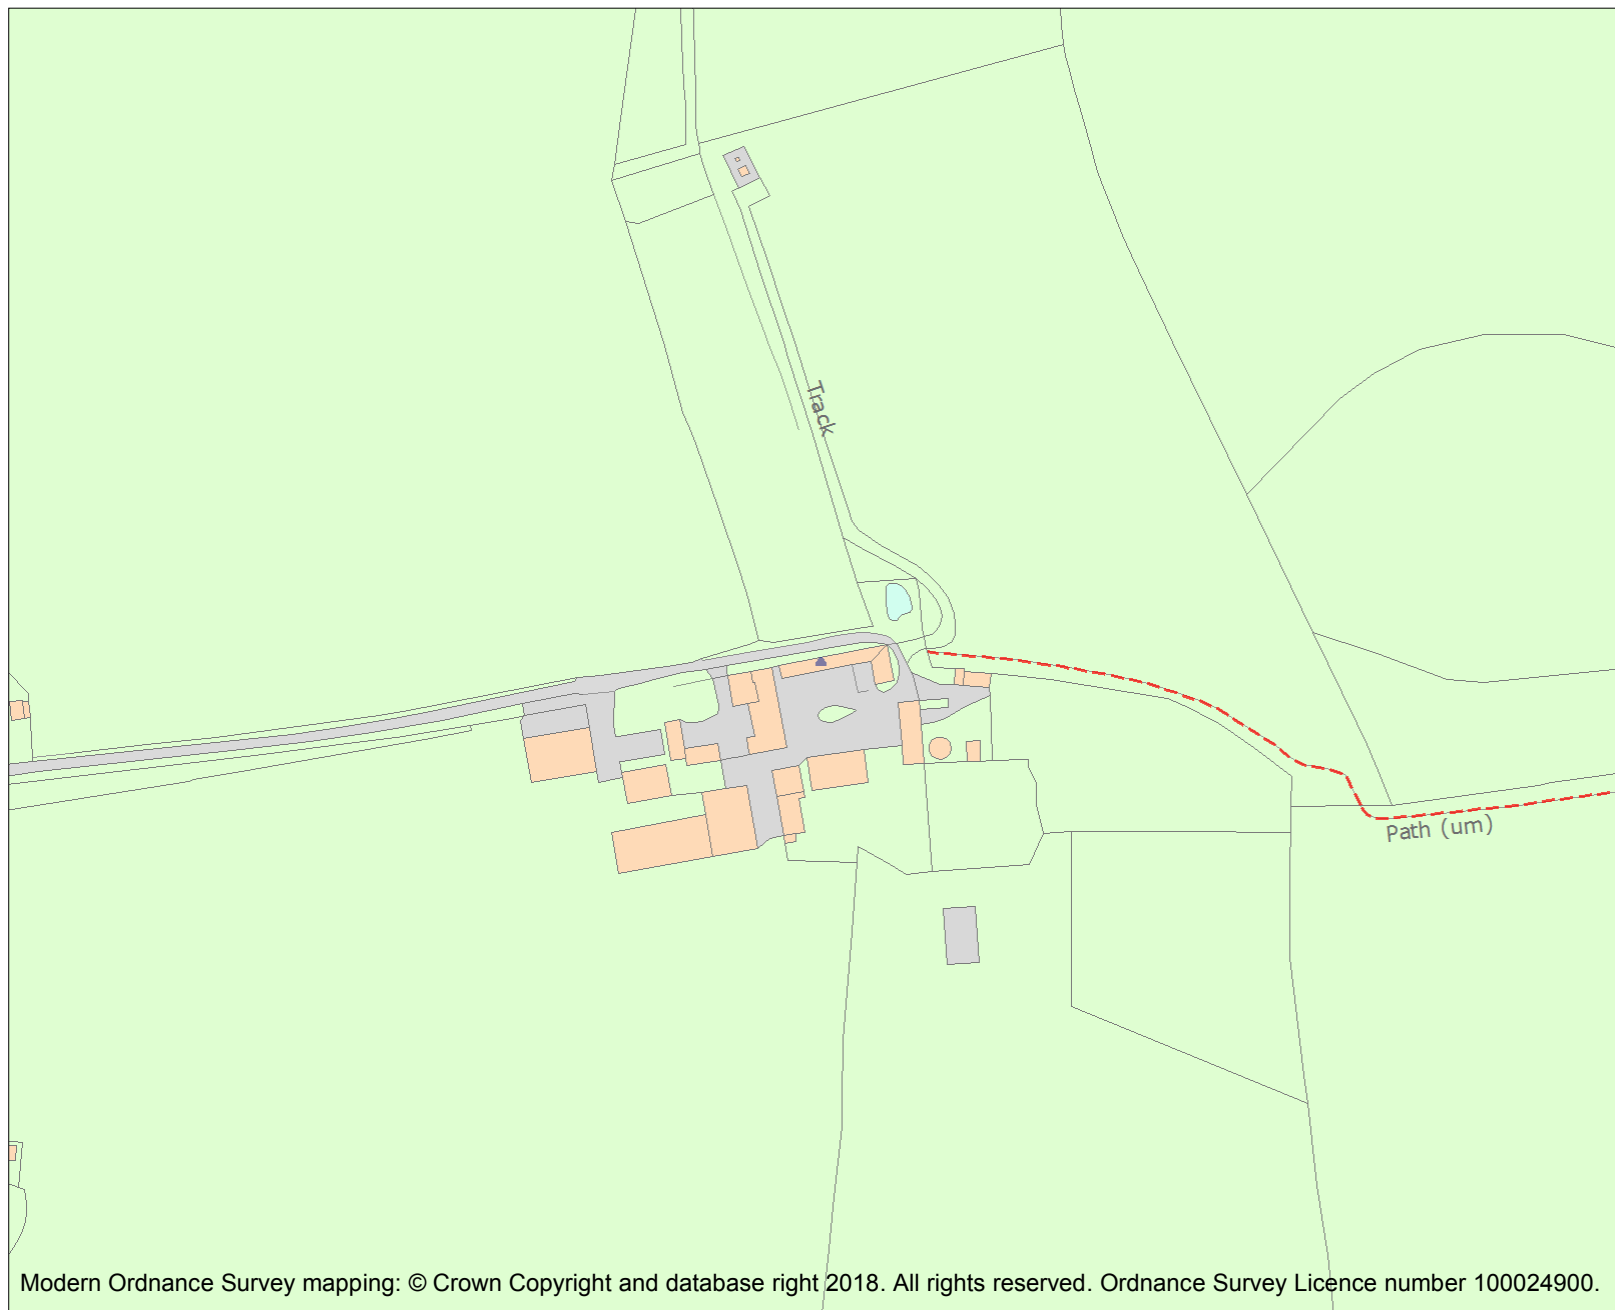 Track
Path (um)
Modern Ordnance Survey mapping: © Crown Copyright and database right 2018. All rights reserved. Ordnance Survey Licence number 100024900.